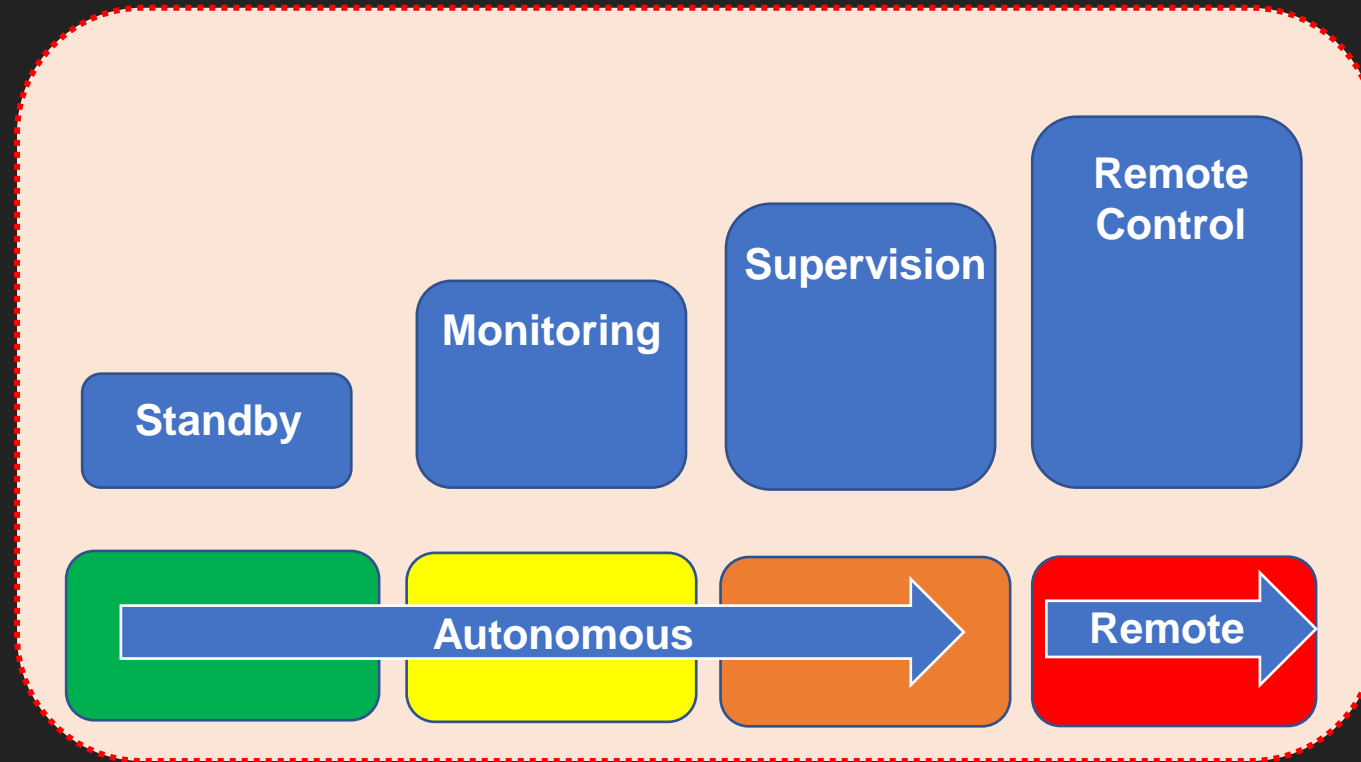 Remote
Control
Supervision
Monitoring
Standby
Autonomous
Remote